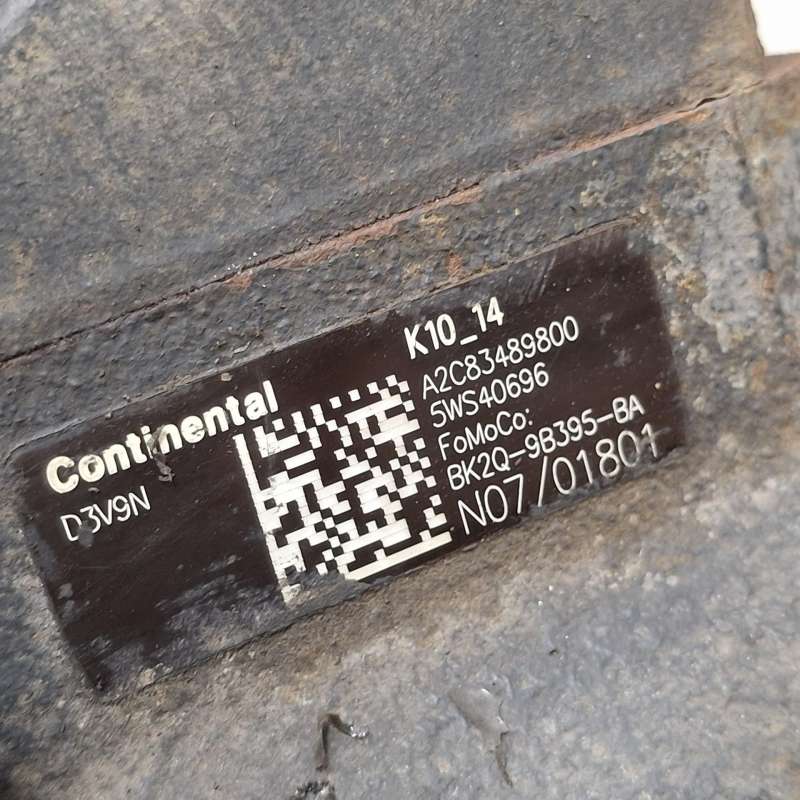 Continental
D3V9N
K10_14
A2C83489800
5WS40696
FoMoCo:
BK2Q-9B395-BA
N07/01801